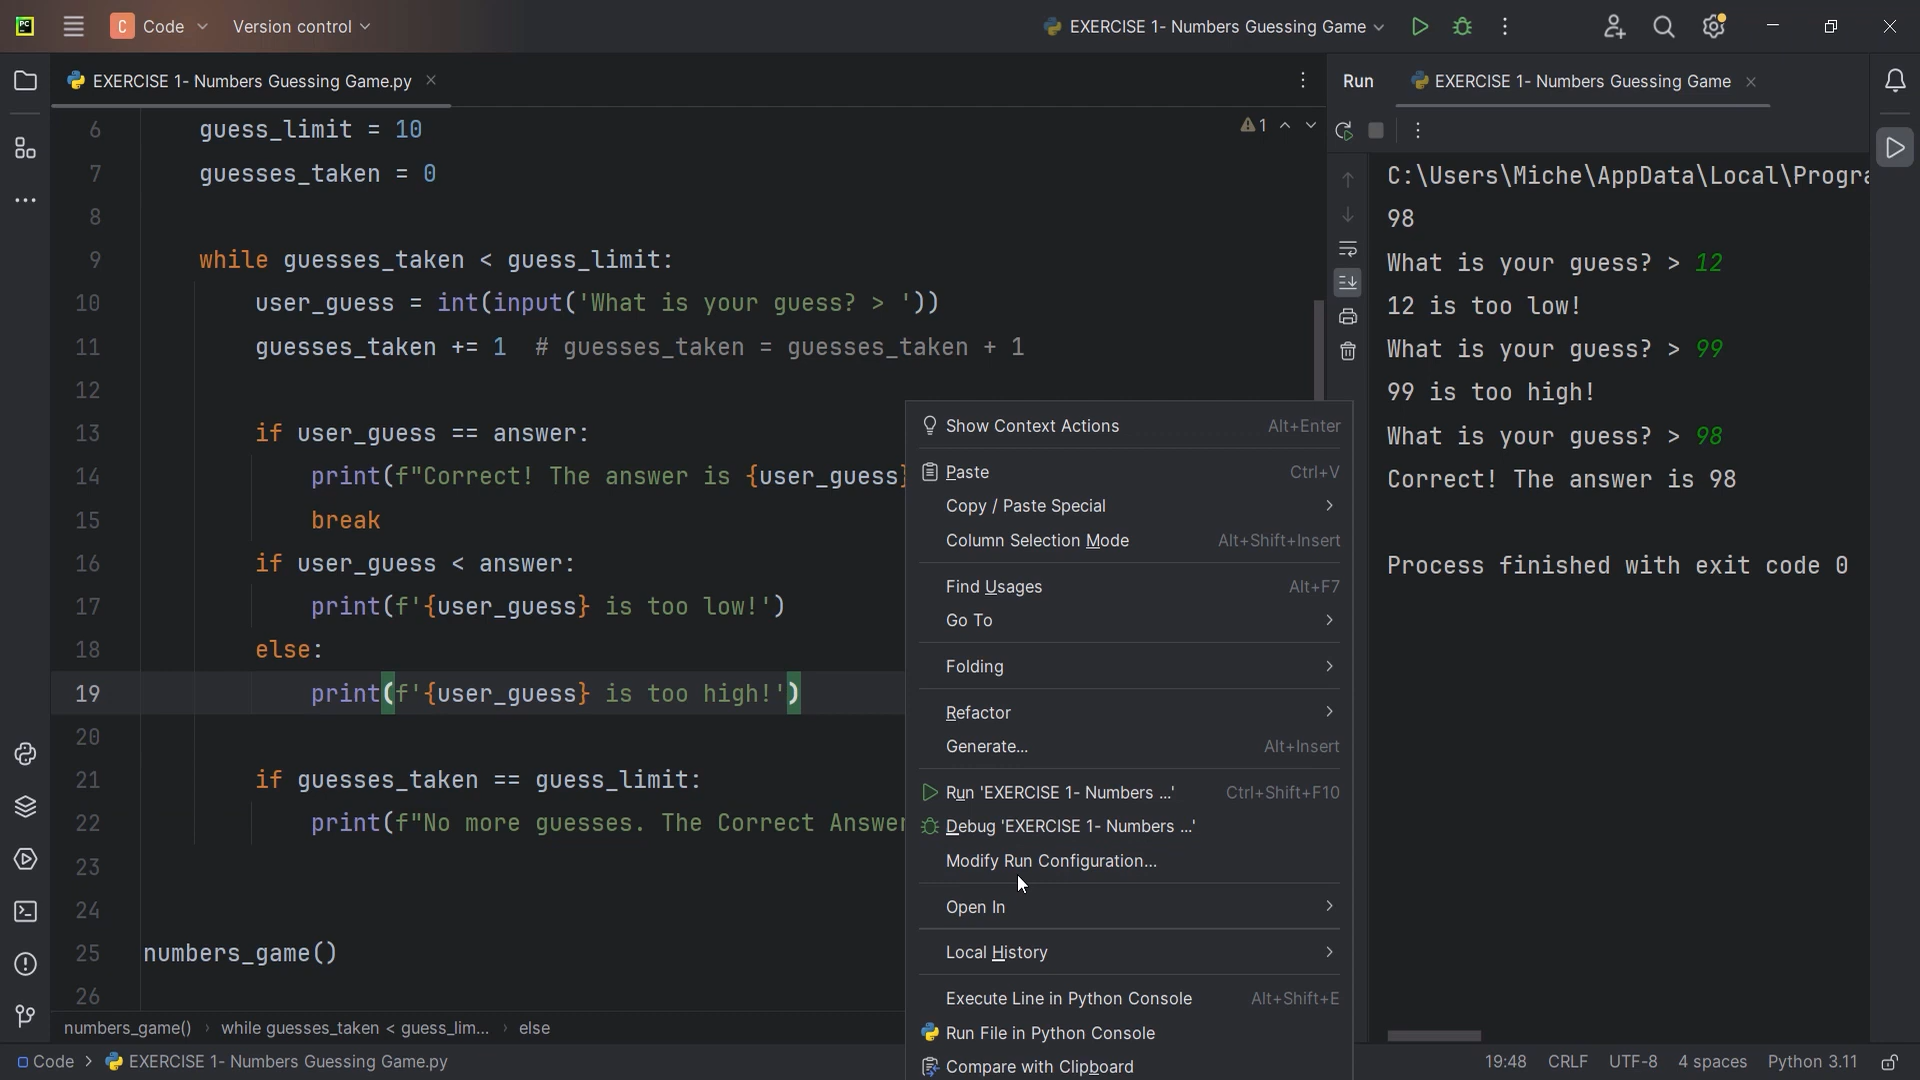 PC
C Code
Version control
EXERCISE 1- Numbers Guessing Game
EXERCISE 1- Numbers Guessing Game.py
6 guess_limit = 10
7 guesses_taken = 0
8
9 while guesses_taken < guess_limit:
10 user_guess = int(input('What is your guess? > '))
11 guesses_taken += 1 # guesses_taken = guesses_taken + 1
12
13 if user_guess == answer:
14 print(f"Correct! The answer is {user_guess}
15 break
16 if user_guess < answer:
17 print(f'{user_guess} is too low!')
18 else:
19 print(f'{user_guess} is too high!')
20
21 if guesses_taken == guess_limit:
22 print(f"No more guesses. The Correct Answer
23
24
25 numbers_game()
26
1
Show Context Actions Alt+Enter
Paste Ctrl+V
Copy / Paste Special
Column Selection Mode Alt+Shift+Insert
Find Usages Alt+F7
Go To
Folding
Refactor
Generate... Alt+Insert
Run 'EXERCISE 1- Numbers ...' Ctrl+Shift+F10
Debug 'EXERCISE 1- Numbers ...'
Modify Run Configuration...
Open In
Local History
Execute Line in Python Console Alt+Shift+E
Run File in Python Console
Compare with Clipboard
Run
EXERCISE 1- Numbers Guessing Game
C:\Users\Miche\AppData\Local\Progra
98
What is your guess? > 12
12 is too low!
What is your guess? > 99
99 is too high!
What is your guess? > 98
Correct! The answer is 98
Process finished with exit code 0
numbers_game() › while guesses_taken < guess_lim... › else
Code > EXERCISE 1- Numbers Guessing Game.py
19:48 CRLF UTF-8 4 spaces Python 3.11